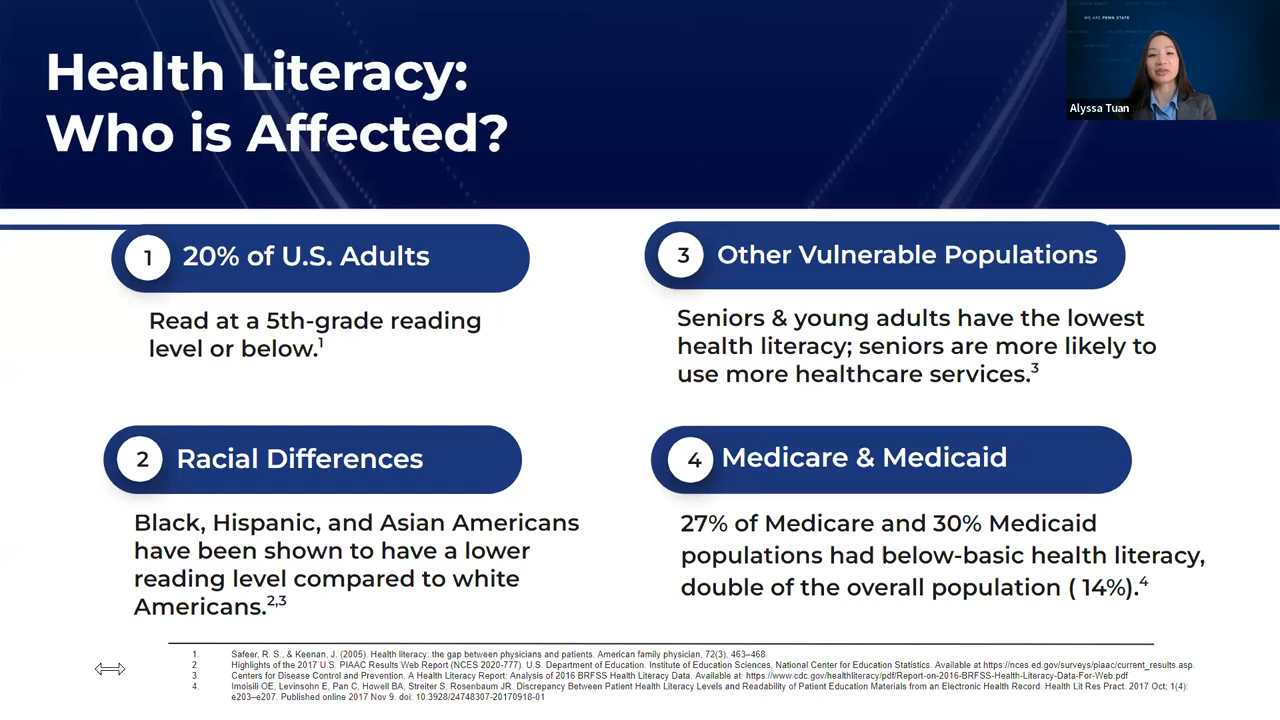 Health Literacy:
Who is Affected?
WE ARE PENN STATE
Alyssa Tuan
1 20% of U.S. Adults
Read at a 5th-grade reading
level or below.1
2 Racial Differences
Black, Hispanic, and Asian Americans
have been shown to have a lower
reading level compared to white
Americans.2,3
3 Other Vulnerable Populations
Seniors & young adults have the lowest
health literacy; seniors are more likely to
use more healthcare services.3
4 Medicare & Medicaid
27% of Medicare and 30% Medicaid
populations had below-basic health literacy,
double of the overall population ( 14%).4
1. Safeer, R. S., & Keenan, J. (2005). Health literacy: the gap between physicians and patients. American family physician, 72(3), 463–468.
2. Highlights of the 2017 U.S. PIAAC Results Web Report (NCES 2020-777). U.S. Department of Education. Institute of Education Sciences, National Center for Education Statistics. Available at https://nces.ed.gov/surveys/piaac/current_results.asp.
3. Centers for Disease Control and Prevention. A Health Literacy Report: Analysis of 2016 BRFSS Health Literacy Data. Available at: https://www.cdc.gov/healthliteracy/pdf/Report-on-2016-BRFSS-Health-Literacy-Data-For-Web pdf
4. Imoisili OE, Levinsohn E, Pan C, Howell BA, Streiter S, Rosenbaum JR. Discrepancy Between Patient Health Literacy Levels and Readability of Patient Education Materials from an Electronic Health Record. Health Lit Res Pract. 2017 Oct; 1(4):
e203–e207. Published online 2017 Nov 9. doi: 10.3928/24748307-20170918-01